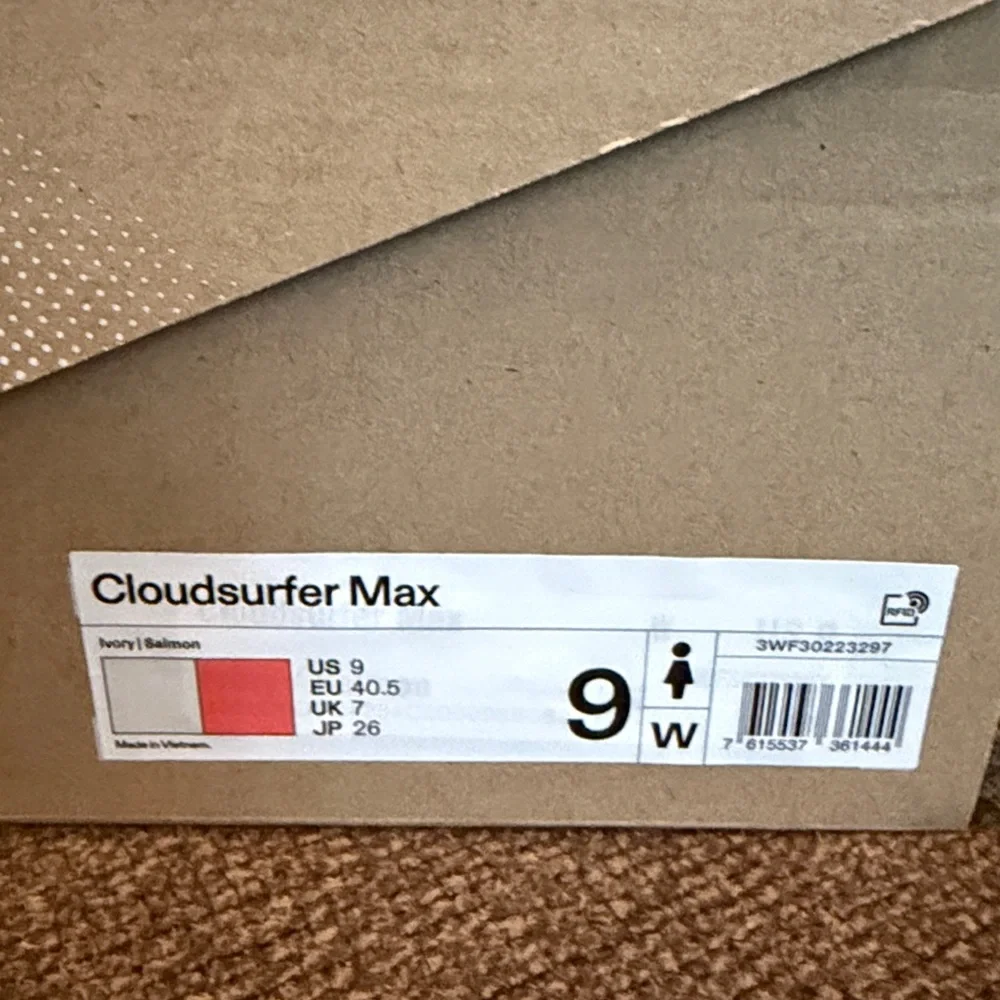 Cloudsurfer Max
RFID
Ivory | Salmon
US 9
EU 40.5
UK 7
JP 26
Made in Vietnam.
9
W
3WF30223297
7 615537 361444